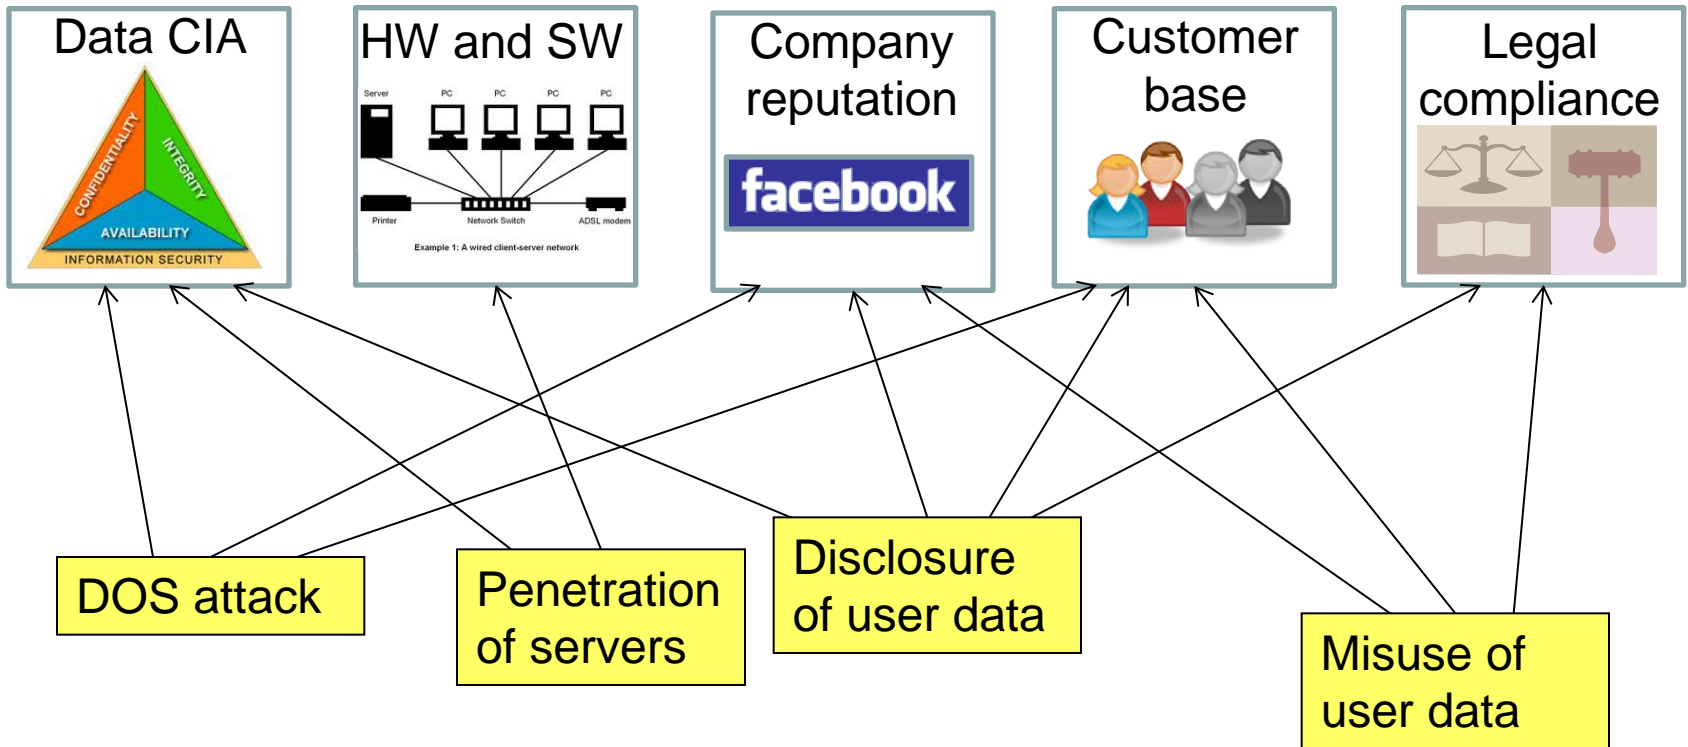 Data CIA
CONFIDENTIALITY
INTEGRITY
AVAILABILITY
INFORMATION SECURITY
HW and SW
Server
PC PC PC PC
Printer
Network Switch
ADSL modem
Example 1: A wired client-server network
Company
reputation
facebook
Customer
base
Legal
compliance
DOS attack
Penetration
of servers
Disclosure
of user data
Misuse of
user data